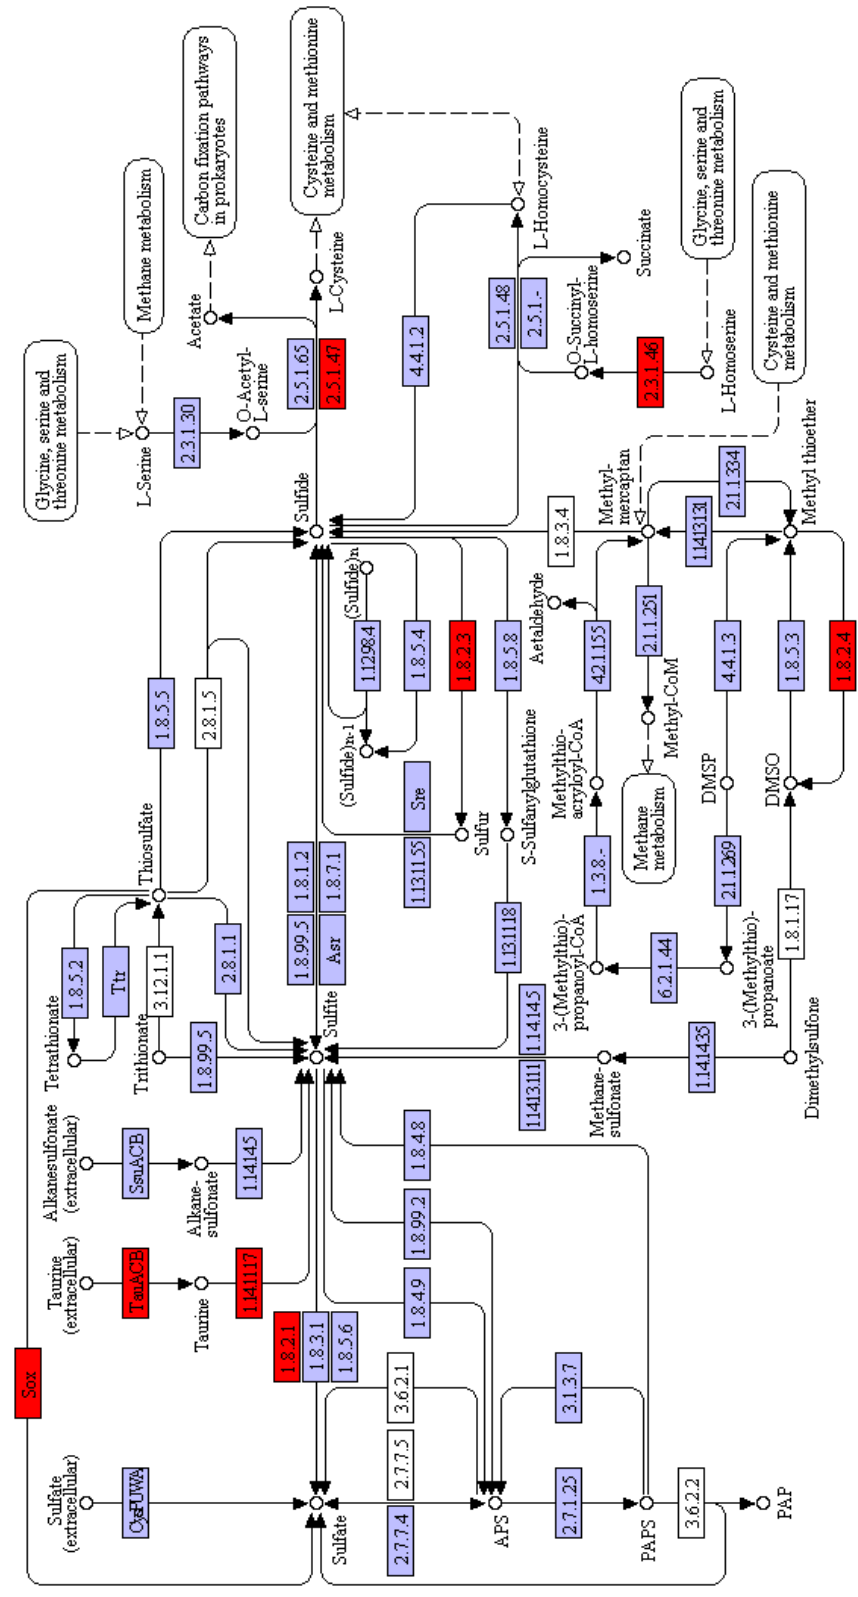 Sox
Glycine, serine and
threonine metabolism
Sulfate
(extracellular)
Taurine
(extracellular)
Alkanesulfonate
(extracellular)
Tetrathionate
1.8.5.2
Ttr
CysPUWA
TauACB
SsuACB
Trithionate
3.12.1.1
Thiosulfate
1.8.5.5
L-Serine
Methane metabolism
Taurine
Alkane-
sulfonate
1.8.99.5
2.8.1.1
2.8.1.5
2.3.1.30
Acetate
Carbon fixation pathways
in prokaryotes
1.14.11.17
1.14.14.5
O-Acetyl-
L-serine
1.8.2.1
1.8.3.1
1.8.5.6
1.8.99.5
1.8.1.2
Asr
1.8.7.1
2.5.1.65
2.5.1.47
Sulfate
Sulfite
Sulfide
L-Cysteine
Cysteine and methionine
metabolism
(Sulfide)n-1
(Sulfide)n
1.12.98.4
2.7.7.4
2.7.7.5
3.6.2.1
1.8.4.9
1.8.99.2
1.8.4.8
1.13.11.55
Sre
1.8.5.4
4.4.1.2
1.8.2.3
Sulfur
APS
1.13.11.18
S-Sulfanylglutathione
1.8.5.8
2.5.1.48
2.5.1.-
L-Homocysteine
1.14.13.111
1.14.14.5
Aetaldehyde
2.7.1.25
3.1.3.7
3-(Methylthio)-
propanoyl-CoA
Methylthio-
acryloyl-CoA
1.8.3.4
O-Succinyl-
L-homoserine
Succinate
Methane-
sulfonate
1.3.8.-
4.2.1.155
Methyl-
mercaptan
PAPS
Methane
metabolism
Methyl-CoM
2.1.1.251
2.3.1.46
Glycine, serine and
threonine metabolism
3.6.2.2
6.2.1.44
1.14.14.35
1.14.13.131
2.1.1.334
L-Homoserine
3-(Methylthio)-
propanoate
2.1.1.269
DMSP
4.4.1.3
Cysteine and methionine
metabolism
PAP
Dimethylsulfone
1.8.1.17
DMSO
1.8.5.3
Methyl thioether
1.8.2.4